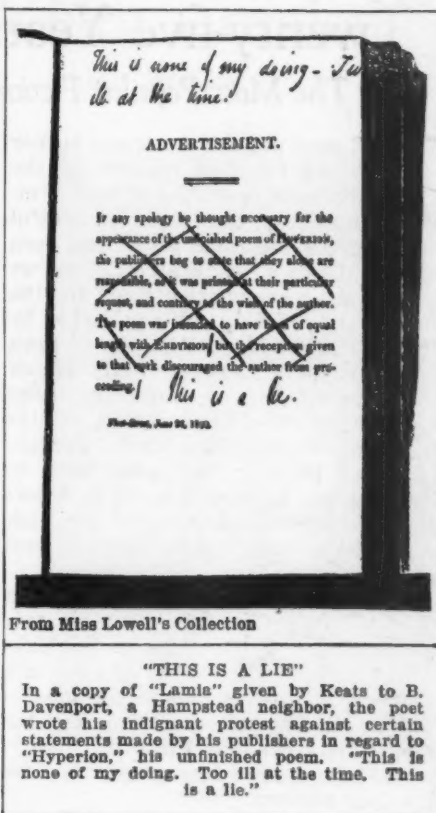 This is none of my doing - I w
ill at the time.
ADVERTISEMENT.
If any apology be thought necessary for the
appearance of the unfinished poem of HYPERION,
the publishers beg to state that they alone are
responsible, as it was printed at their particular
request, and contrary to the wish of the author.
The poem was intended to have been of equal
length with ENDYMION, but the reception given
to that work discouraged the author from pro-
ceeding.
This is a lie.
Fleet-Street, June 26, 1820.
From Miss Lowell's Collection
"THIS IS A LIE"
In a copy of "Lamia" given by Keats to B.
Davenport, a Hampstead neighbor, the poet
wrote his indignant protest against certain
statements made by his publishers in regard to
"Hyperion," his unfinished poem. "This is
none of my doing. Too ill at the time. This
is a lie."